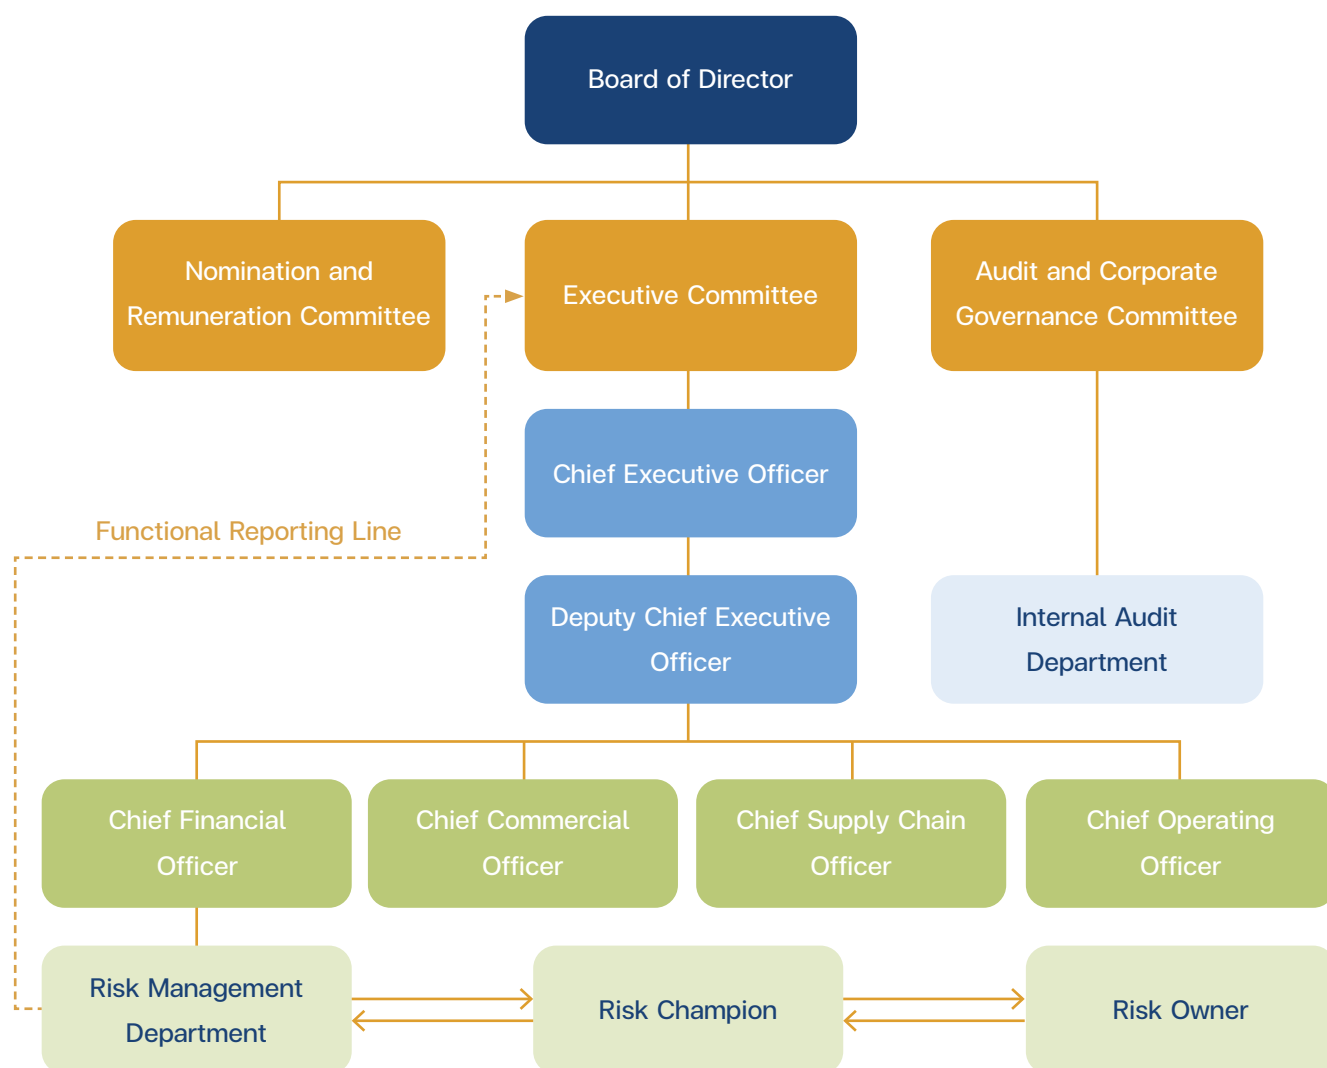 Board of Director
Nomination and
Remuneration Committee
Executive Committee
Audit and Corporate
Governance Committee
Chief Executive Officer
Functional Reporting Line
Deputy Chief Executive
Officer
Internal Audit
Department
Chief Financial
Officer
Chief Commercial
Officer
Chief Supply Chain
Officer
Chief Operating
Officer
Risk Management
Department
Risk Champion
Risk Owner